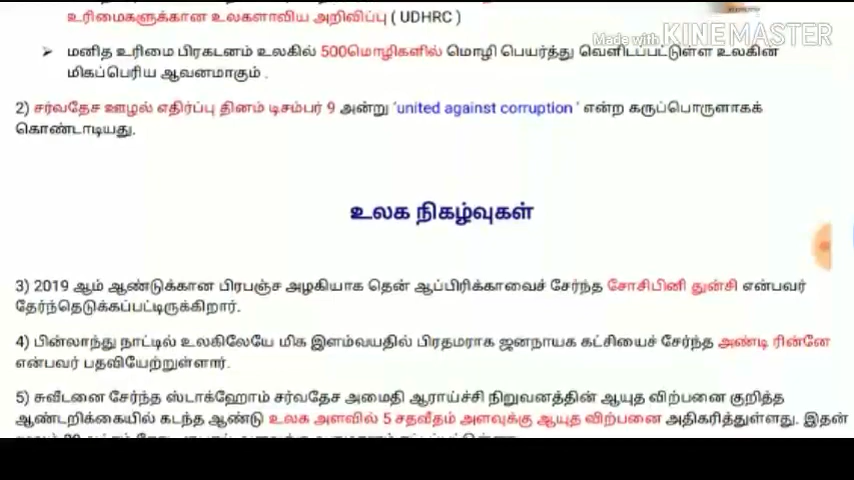 உரிமைகளுக்கான உலகளாவிய அறிவிப்பு ( UDHRC )
Made with KINEMASTER
➢ மனித உரிமை பிரகடனம் உலகில் 500மொழிகளில் மொழி பெயர்த்து வெளிடப்பட்டுள்ள உலகின்
மிகப்பெரிய ஆவனமாகும் .
2) சர்வதேச ஊழல் எதிர்ப்பு தினம் டிசம்பர் 9 அன்று 'united against corruption ' என்ற கருப்பொருளாகக்
கொண்டாடியது.
உலக நிகழ்வுகள்
3) 2019 ஆம் ஆண்டுக்கான பிரபஞ்ச அழகியாக தென் ஆப்பிரிக்காவைச் சேர்ந்த சோசிபினி துன்சி என்பவர்
தேர்ந்தெடுக்கப்பட்டிருக்கிறார்.
4) பின்லாந்து நாட்டில் உலகிலேயே மிக இளம்வயதில் பிரதமராக ஜனநாயக கட்சியைச் சேர்ந்த அண்டி ரின்னே
என்பவர் பதவியேற்றுள்ளார்.
5) சுவீடனை சேர்ந்த ஸ்டாக்ஹோம் சர்வதேச அமைதி ஆராய்ச்சி நிறுவனத்தின் ஆயுத விற்பனை குறித்த
ஆண்டறிக்கையில் கடந்த ஆண்டு உலக அளவில் 5 சதவீதம் அளவுக்கு ஆயுத விற்பனை அதிகரித்துள்ளது. இதன்